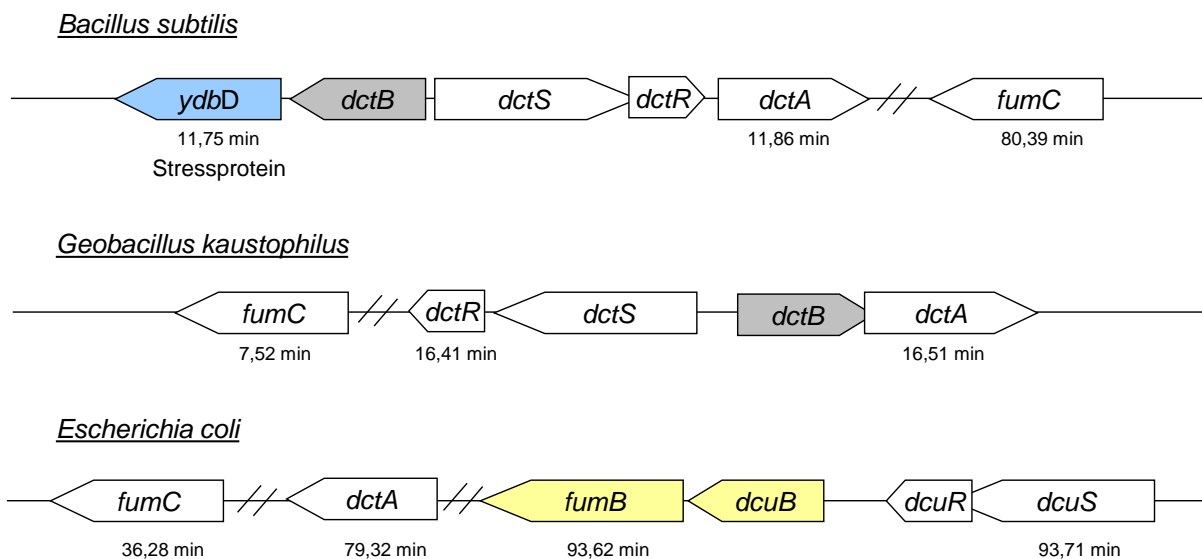 Bacillus subtilis
ydbD dctB dctS dctR dctA fumC
11,75 min 11,86 min 80,39 min
Stressprotein
Geobacillus kaustophilus
fumC dctR dctS dctB dctA
7,52 min 16,41 min 16,51 min
Escherichia coli
fumC dctA fumB dcuB dcuR dcuS
36,28 min 79,32 min 93,62 min 93,71 min